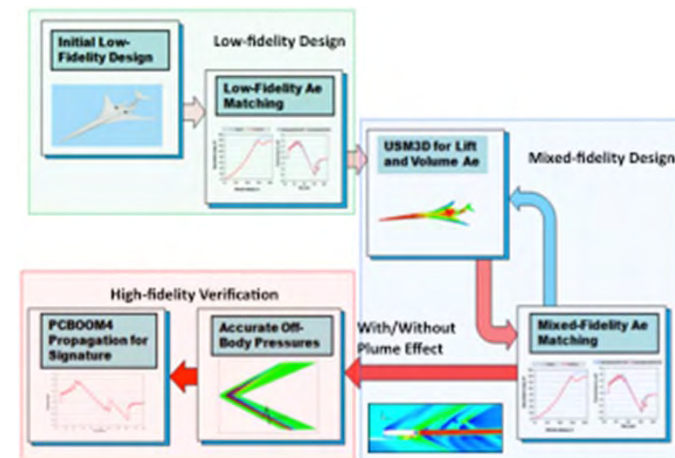 Initial Low-
Fidelity Design
Low-fidelity Design
Low-Fidelity Ae
Matching
USM3D for Lift
and Volume Ae
Mixed-fidelity Design
High-fidelity Verification
PCBOOM4
Propagation for
Signature
Accurate Off-
Body Pressures
With/Without
Plume Effect
Mixed-Fidelity Ae
Matching